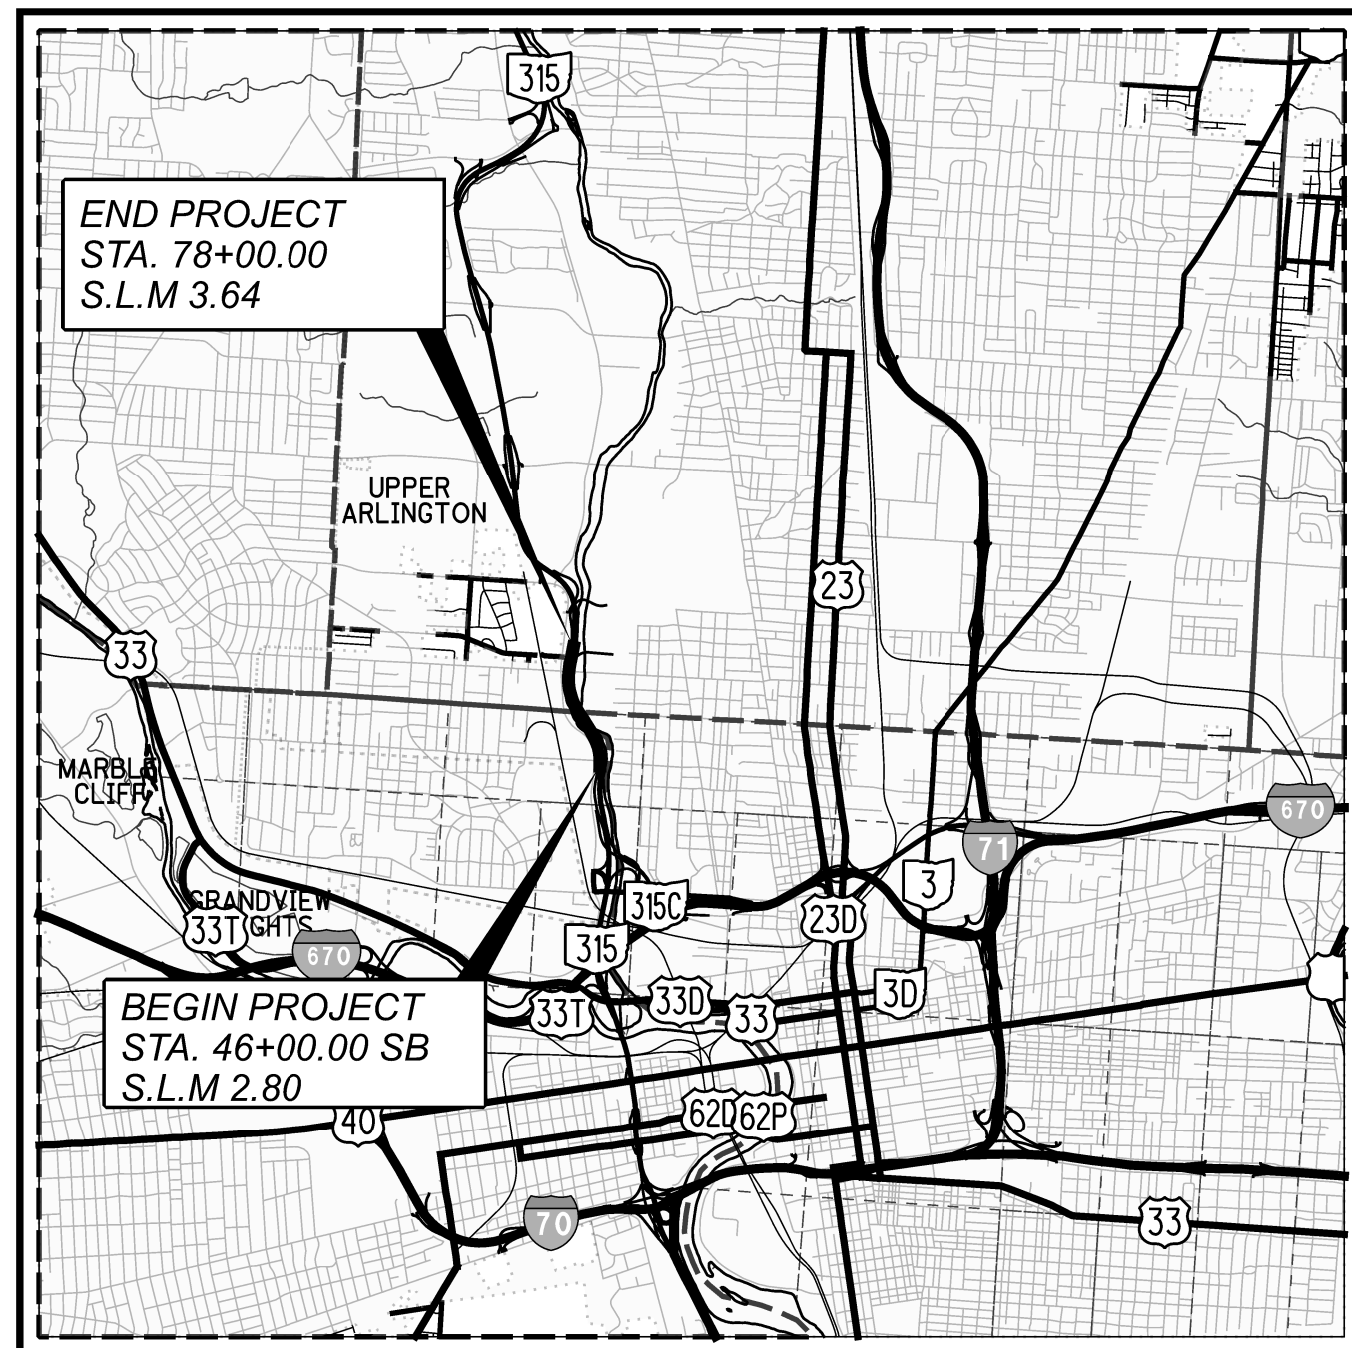 315
END PROJECT
STA. 78+00.00
S.L.M 3.64
UPPER
ARLINGTON
23
33
MARBLE
CLIFF
670
71
3
315C
GRANDVIEW
33T
GHTS
23D
315
670
3D
33D
33T
33
BEGIN PROJECT
STA. 46+00.00 SB
S.L.M 2.80
40
62D
62P
70
33